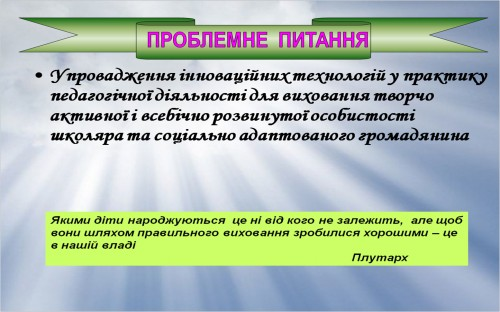 ПРОБЛЕМНЕ ПИТАННЯ
• Упровадження інноваційних технологій у практику
педагогічної діяльності для виховання творчо
активної і всебічно розвинутої особистості
школяра та соціально адаптованого громадянина
Якими діти народжуються це ні від кого не залежить, але щоб
вони шляхом правильного виховання зробилися хорошими – це
в нашій владі
Плутарх